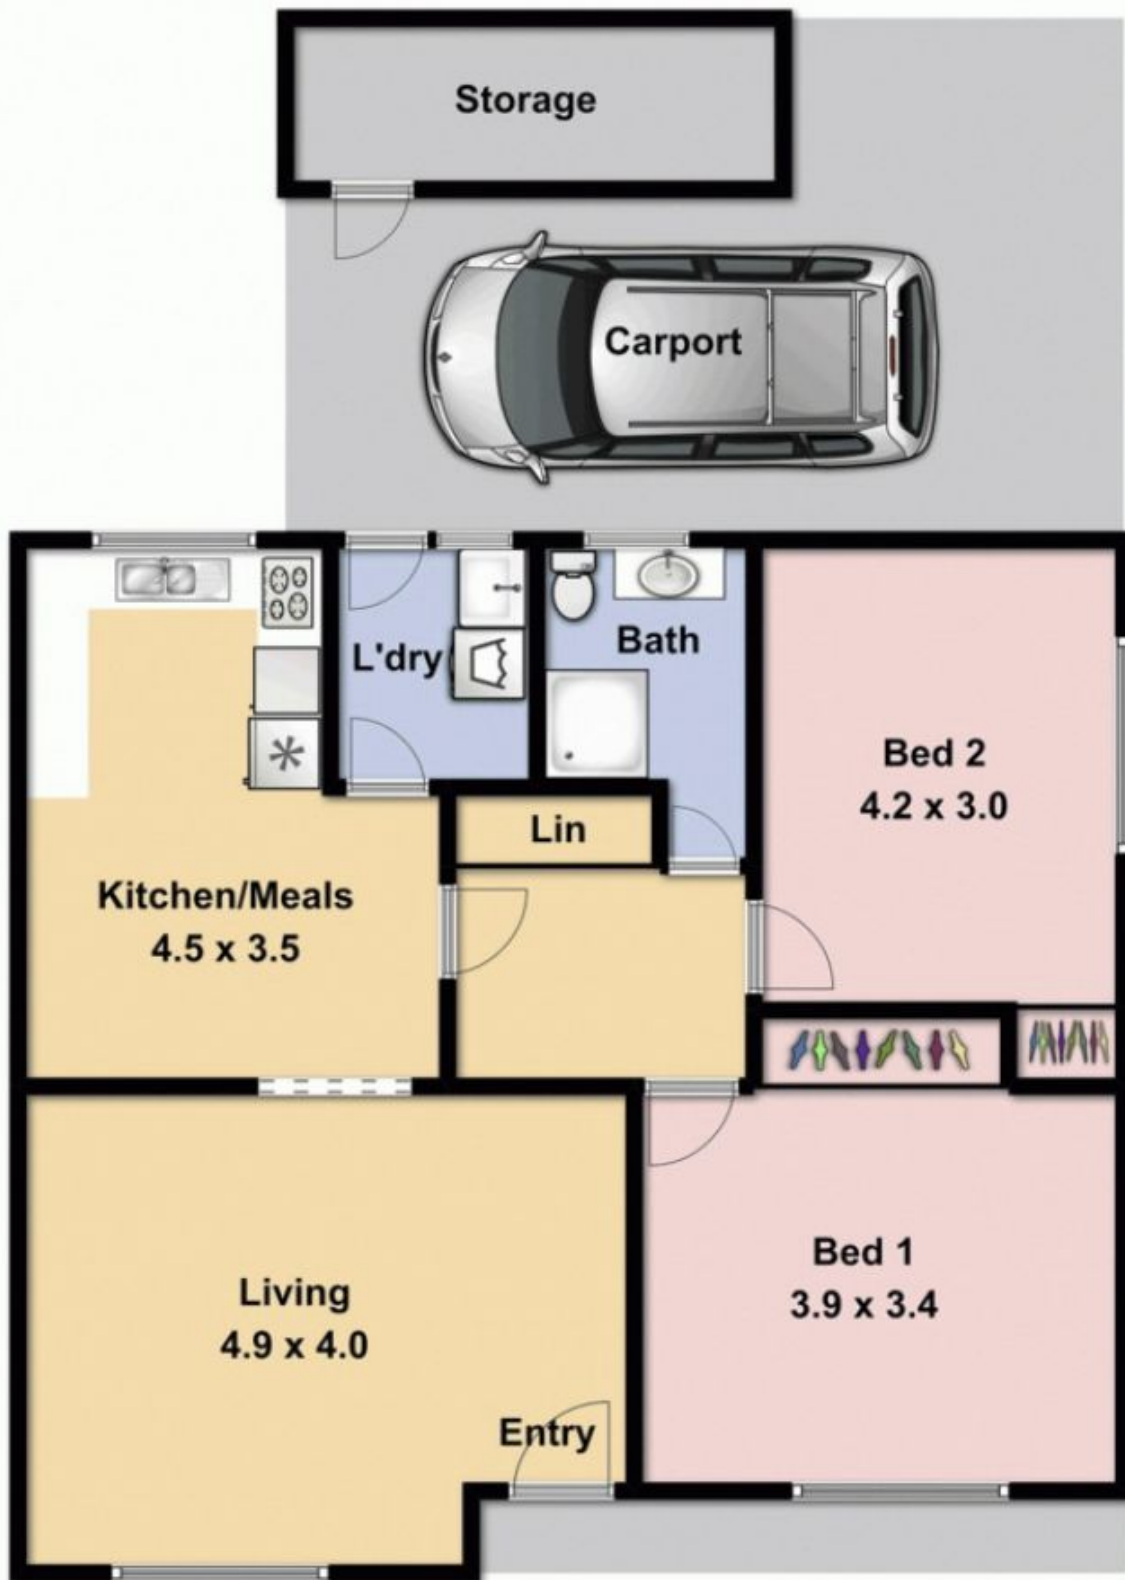 Storage
Carport
L'dry
Bath
Bed 2
4.2 x 3.0
Lin
Kitchen/Meals
4.5 x 3.5
Bed 1
3.9 x 3.4
Living
4.9 x 4.0
Entry